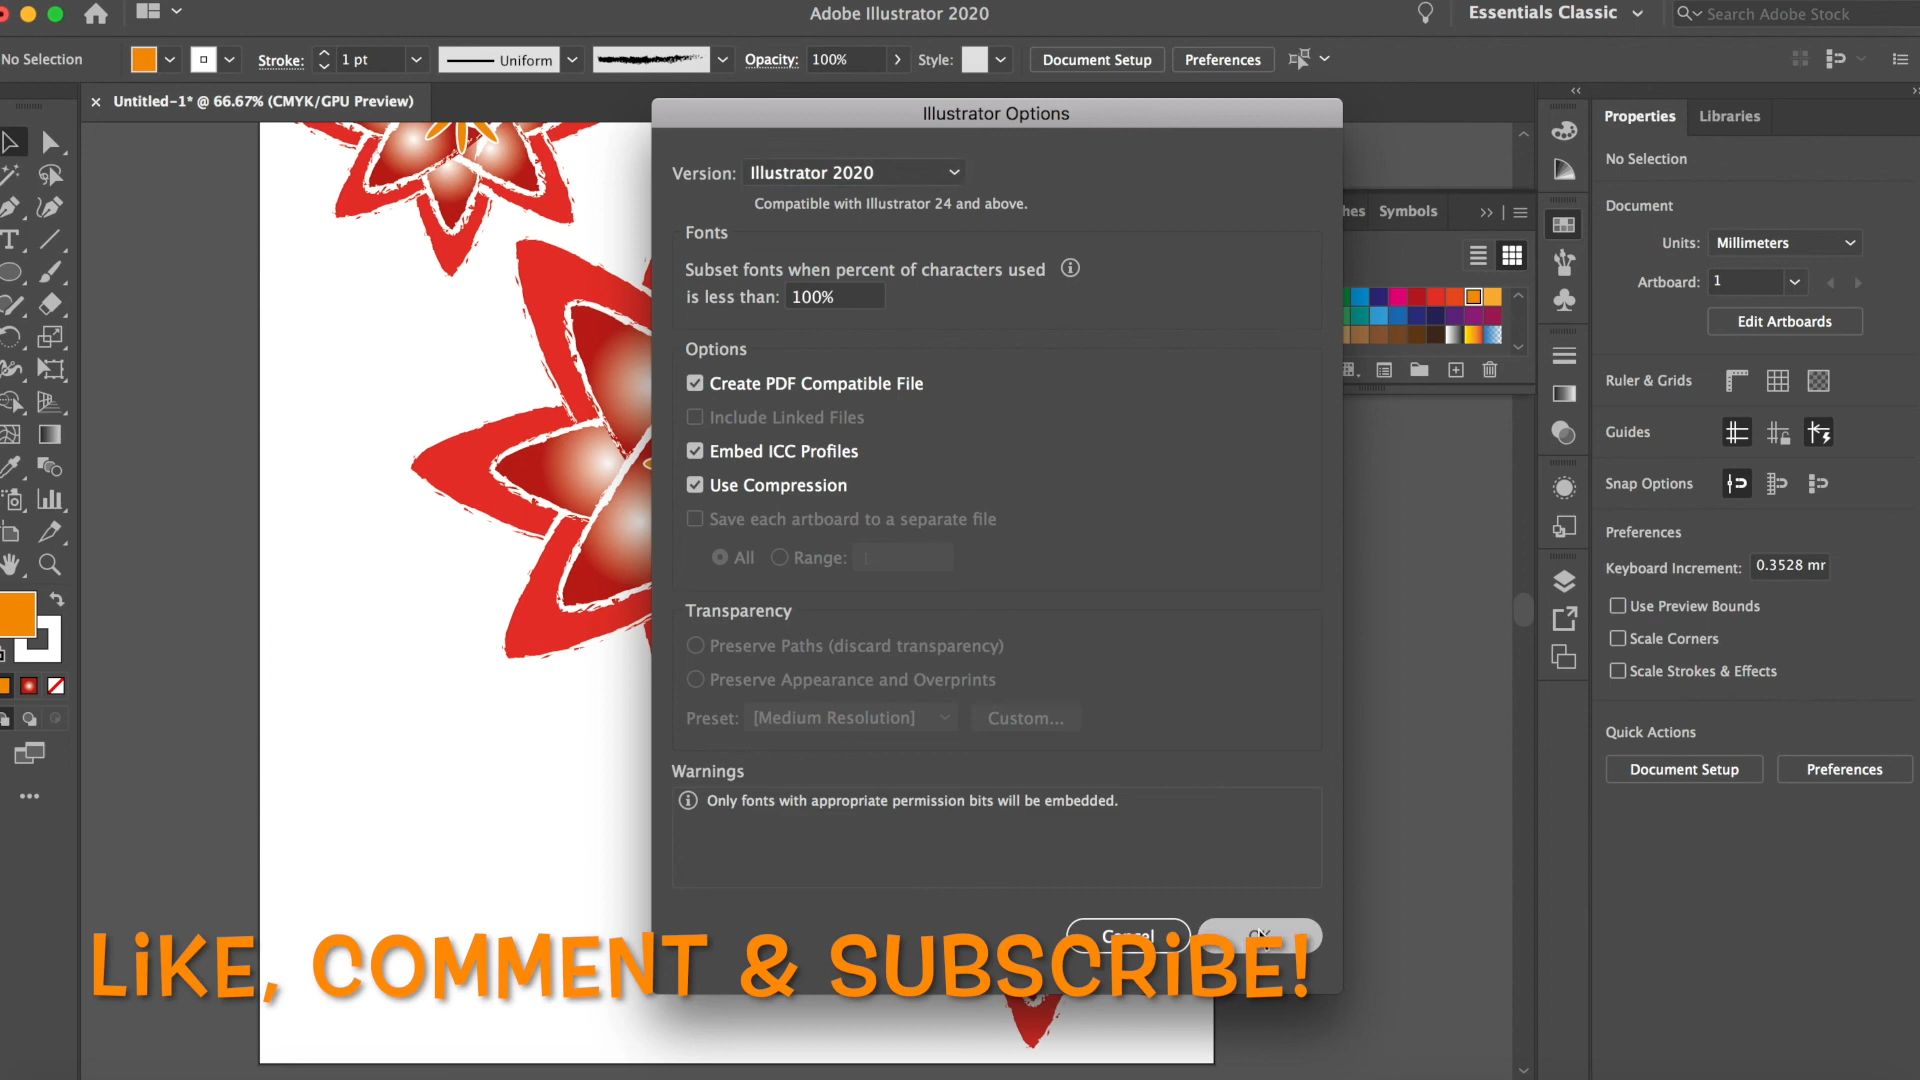 Adobe Illustrator 2020
Essentials Classic
Search Adobe Stock
No Selection
Stroke:
1 pt
Uniform
Opacity:
100%
Style:
Document Setup
Preferences
Untitled-1* @ 66.67% (CMYK/GPU Preview)
Illustrator Options
Version:
Illustrator 2020
Compatible with Illustrator 24 and above.
Fonts
Subset fonts when percent of characters used
is less than:
100%
Options
Create PDF Compatible File
Include Linked Files
Embed ICC Profiles
Use Compression
Save each artboard to a separate file
All
Range:
Transparency
Preserve Paths (discard transparency)
Preserve Appearance and Overprints
Preset:
[Medium Resolution]
Custom...
Warnings
Only fonts with appropriate permission bits will be embedded.
Cancel
OK
Symbols
Properties
Libraries
No Selection
Document
Units:
Millimeters
Artboard:
1
Edit Artboards
Ruler & Grids
Guides
Snap Options
Preferences
Keyboard Increment:
0.3528 mr
Use Preview Bounds
Scale Corners
Scale Strokes & Effects
Quick Actions
Document Setup
Preferences
LiKE, COMMENT & SUBSCRiBE!